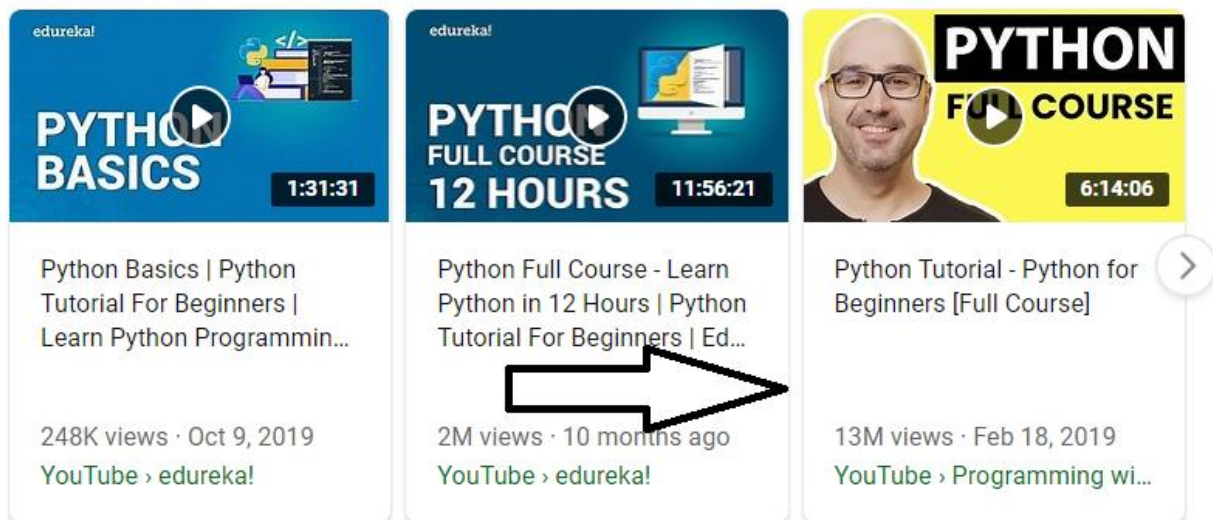 edureka!
PYTHON
BASICS
1:31:31
Python Basics | Python
Tutorial For Beginners |
Learn Python Programmin...
248K views · Oct 9, 2019
YouTube › edureka!
edureka!
PYTHON
FULL COURSE
12 HOURS
11:56:21
Python Full Course - Learn
Python in 12 Hours | Python
Tutorial For Beginners | Ed...
2M views · 10 months ago
YouTube › edureka!
PYTHON
FULL COURSE
6:14:06
Python Tutorial - Python for
Beginners [Full Course]
13M views · Feb 18, 2019
YouTube › Programming wi...